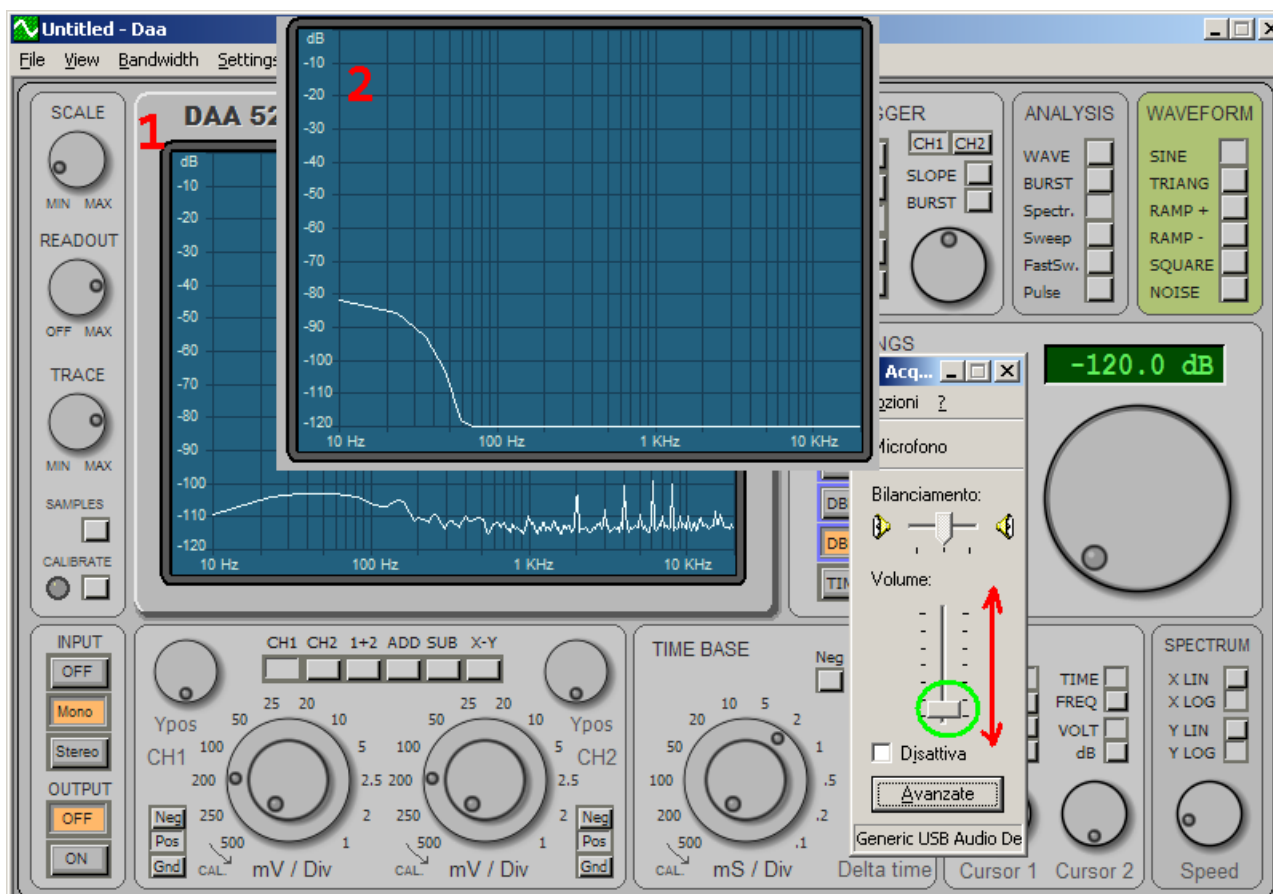 Untitled - Daa
File View Bandwidth Settings
SCALE
MIN MAX
READOUT
OFF MAX
TRACE
MIN MAX
SAMPLES
CALIBRATE
1
DAA 52
dB
-10
-20
-30
-40
-50
-60
-70
-80
-90
-100
-110
-120
10 Hz 100 Hz 1 KHz 10 KHz
2
dB
-10
-20
-30
-40
-50
-60
-70
-80
-90
-100
-110
-120
10 Hz 100 Hz 1 KHz 10 KHz
GGER
CH1 CH2
SLOPE
BURST
ANALYSIS
WAVE
BURST
Spectr.
Sweep
FastSw.
Pulse
WAVEFORM
SINE
TRIANG
RAMP +
RAMP -
SQUARE
NOISE
NGS
-120.0 dB
DB
DB
TIM
Acq...
pzioni ?
Microfono
Bilanciamento:
Volume:
Disattiva
Avanzate
Generic USB Audio De
INPUT
OFF
Mono
Stereo
OUTPUT
OFF
ON
CH1 CH2 1+2 ADD SUB X-Y
Ypos
CH1
500 250 200 100 50 25 20 10 5 2.5 2 1
Neg
Pos
Gnd
CAL. mV / Div
Ypos
CH2
500 250 200 100 50 25 20 10 5 2.5 2 1
Neg
Pos
Gnd
CAL. mV / Div
TIME BASE
Neg
500 200 100 50 20 10 5 2 1 .5 .2 .1
CAL. mS / Div
Delta time
TIME
FREQ
VOLT
dB
Cursor 1 Cursor 2
SPECTRUM
X LIN
X LOG
Y LIN
Y LOG
Speed